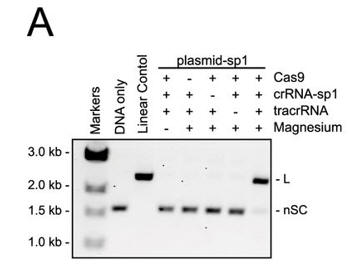 A
plasmid-sp1
+ - + + + Cas9
+ + - + + crRNA-sp1
+ + + - + tracrRNA
- + + + + Magnesium
Markers
DNA only
Linear Contol
3.0 kb -
2.0 kb -
1.5 kb -
1.0 kb -
- L
- nSC